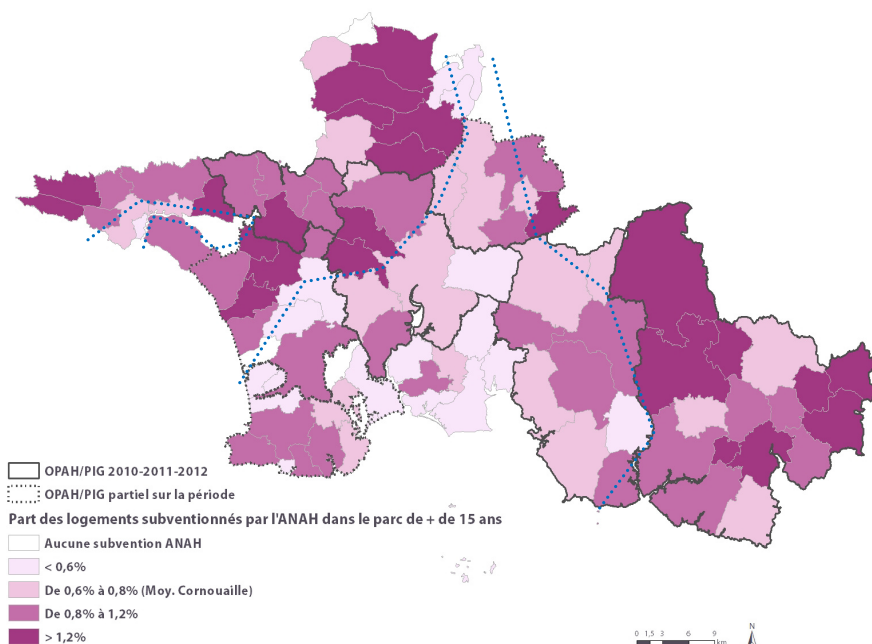 OPAH/PIG 2010-2011-2012
OPAH/PIG partiel sur la période
Part des logements subventionnés par l'ANAH dans le parc de + de 15 ans
Aucune subvention ANAH
< 0,6%
De 0,6% à 0,8% (Moy. Cornouaille)
De 0,8% à 1,2%
> 1,2%
0 1,5 3 6 9
km
N